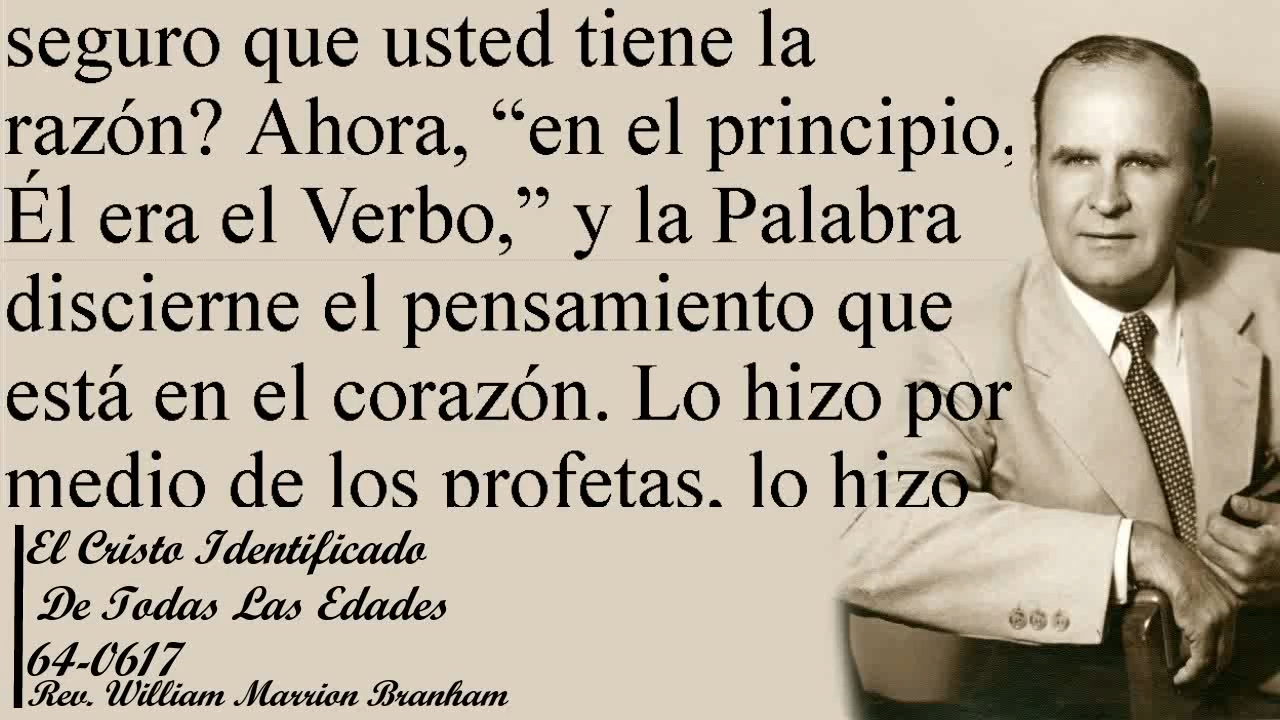 seguro que usted tiene la
razón? Ahora, “en el principio,
Él era el Verbo,” y la Palabra
discierne el pensamiento que
está en el corazón. Lo hizo por
medio de los profetas, lo hizo
El Cristo Identificado
De Todas Las Edades
64-0617
Rev. William Marrion Branham